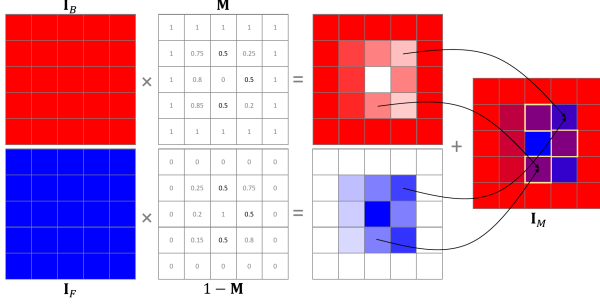 I_B M
1 1 1 1 1
1 0.75 0.5 0.25 1
× 1 0.8 0 0.5 1 =
1 0.85 0.5 0.2 1
1 1 1 1 1
+
0 0 0 0 0
0 0.25 0.5 0.75 0
× 0 0.2 1 0.5 0 =
0 0.15 0.5 0.8 0
0 0 0 0 0
I_M
I_F 1 − M